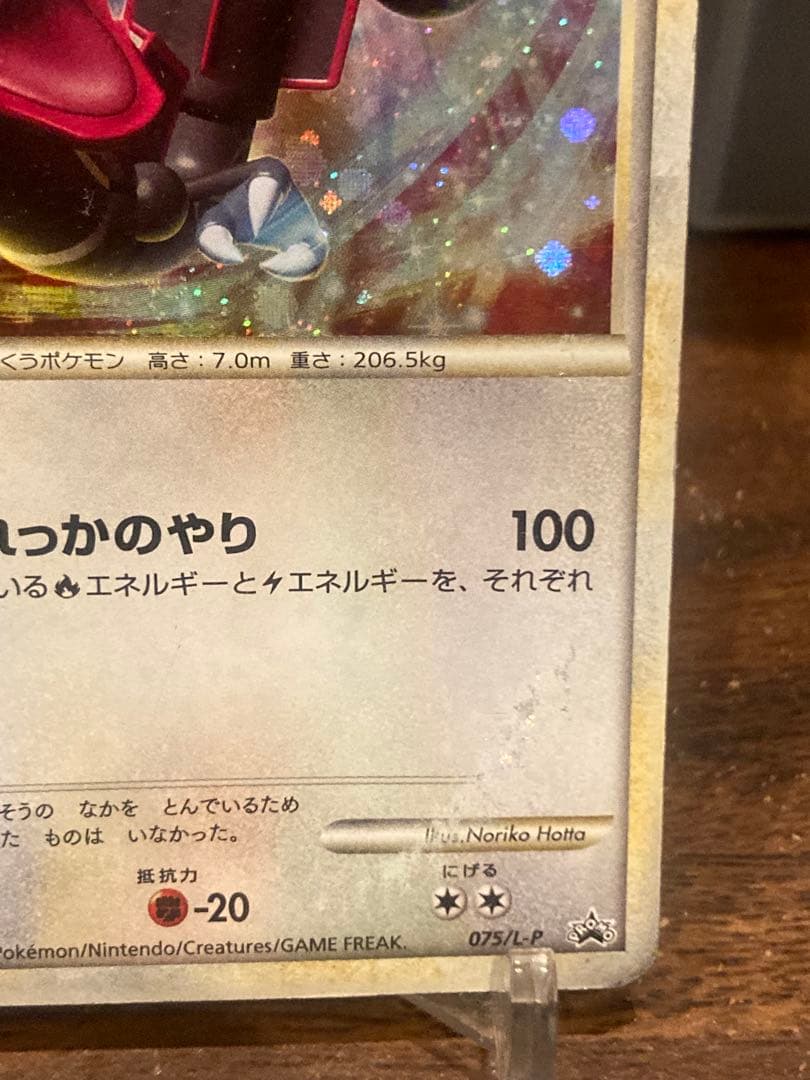 くうポケモン 高さ:7.0m 重さ:206.5kg
っかのやり 100
いる エネルギーと エネルギーを、それぞれ
そうの なかを とんでいるため
た ものは いなかった。
Illus.Noriko Hotta
抵抗力
-20
にげる
Pokémon/Nintendo/Creatures/GAME FREAK.
075/L-P
PROMO